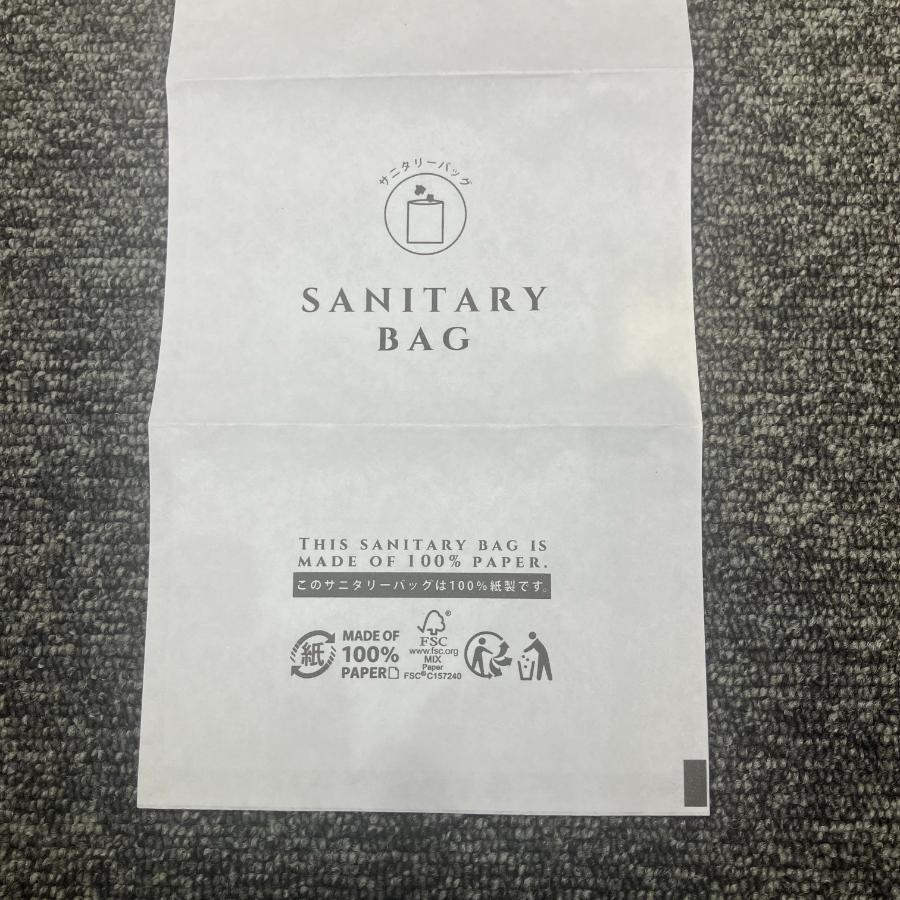 サニタリーバッグ
SANITARY
BAG
THIS SANITARY BAG IS
MADE OF 100% PAPER.
このサニタリーバッグは100%紙製です。
紙
MADE OF
100%
PAPER
FSC®
www.fsc.org
MIX
Paper
FSC® C157240